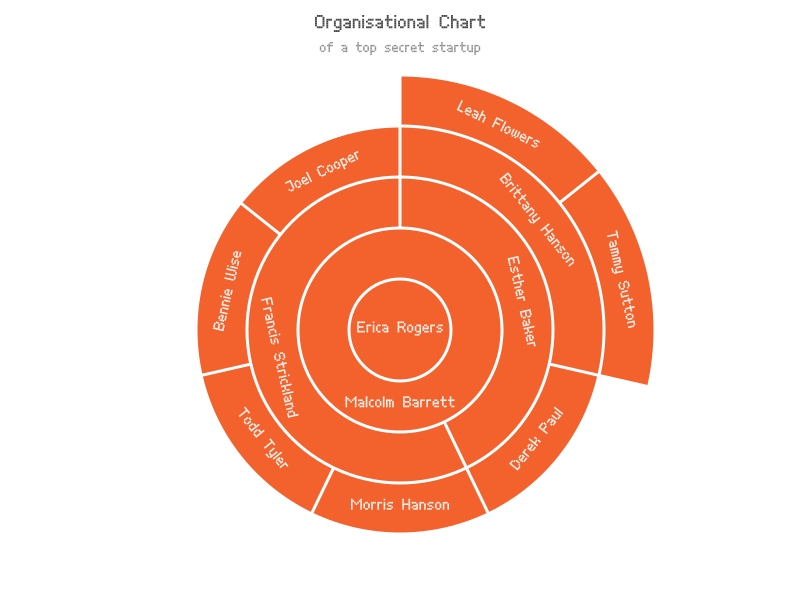 Organisational Chart
of a top secret startup
Leah Flowers
Joel Cooper
Brittany Hanson
Tammy Sutton
Bennie Wise
Esther Baker
Francis Strickland
Erica Rogers
Malcolm Barrett
Todd Tyler
Derek Paul
Morris Hanson